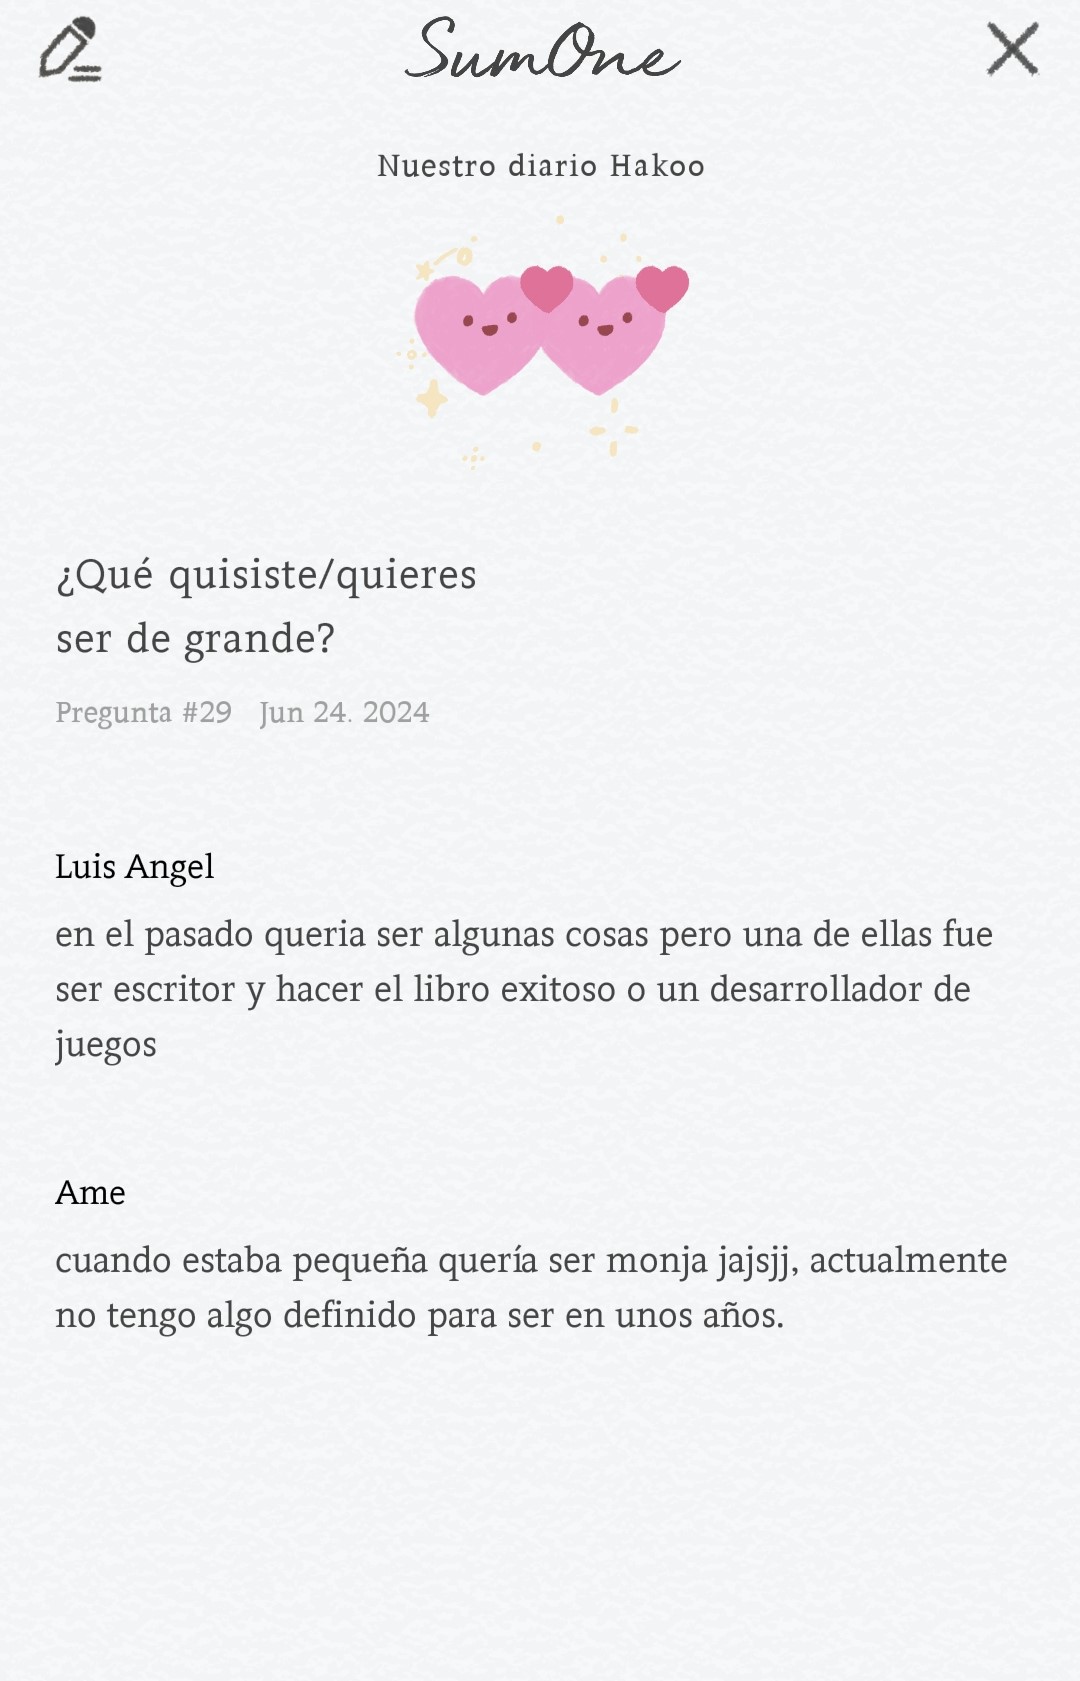 SumOne
Nuestro diario Hakoo
¿Qué quisiste/quieres
ser de grande?
Pregunta #29 Jun 24. 2024
Luis Angel
en el pasado queria ser algunas cosas pero una de ellas fue
ser escritor y hacer el libro exitoso o un desarrollador de
juegos
Ame
cuando estaba pequeña quería ser monja jajsjj, actualmente
no tengo algo definido para ser en unos años.